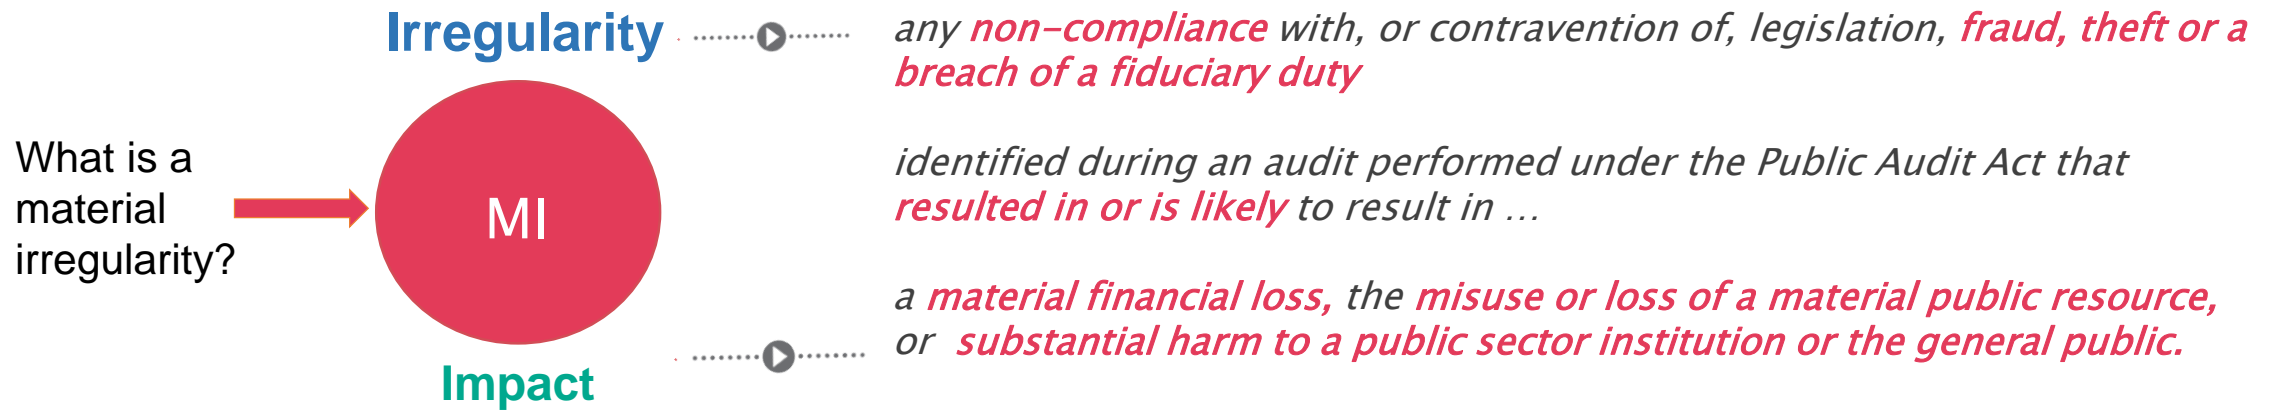 Irregularity
any non-compliance with, or contravention of, legislation, fraud, theft or a
breach of a fiduciary duty
What is a
material
irregularity?
MI
identified during an audit performed under the Public Audit Act that
resulted in or is likely to result in …
a material financial loss, the misuse or loss of a material public resource,
or substantial harm to a public sector institution or the general public.
Impact